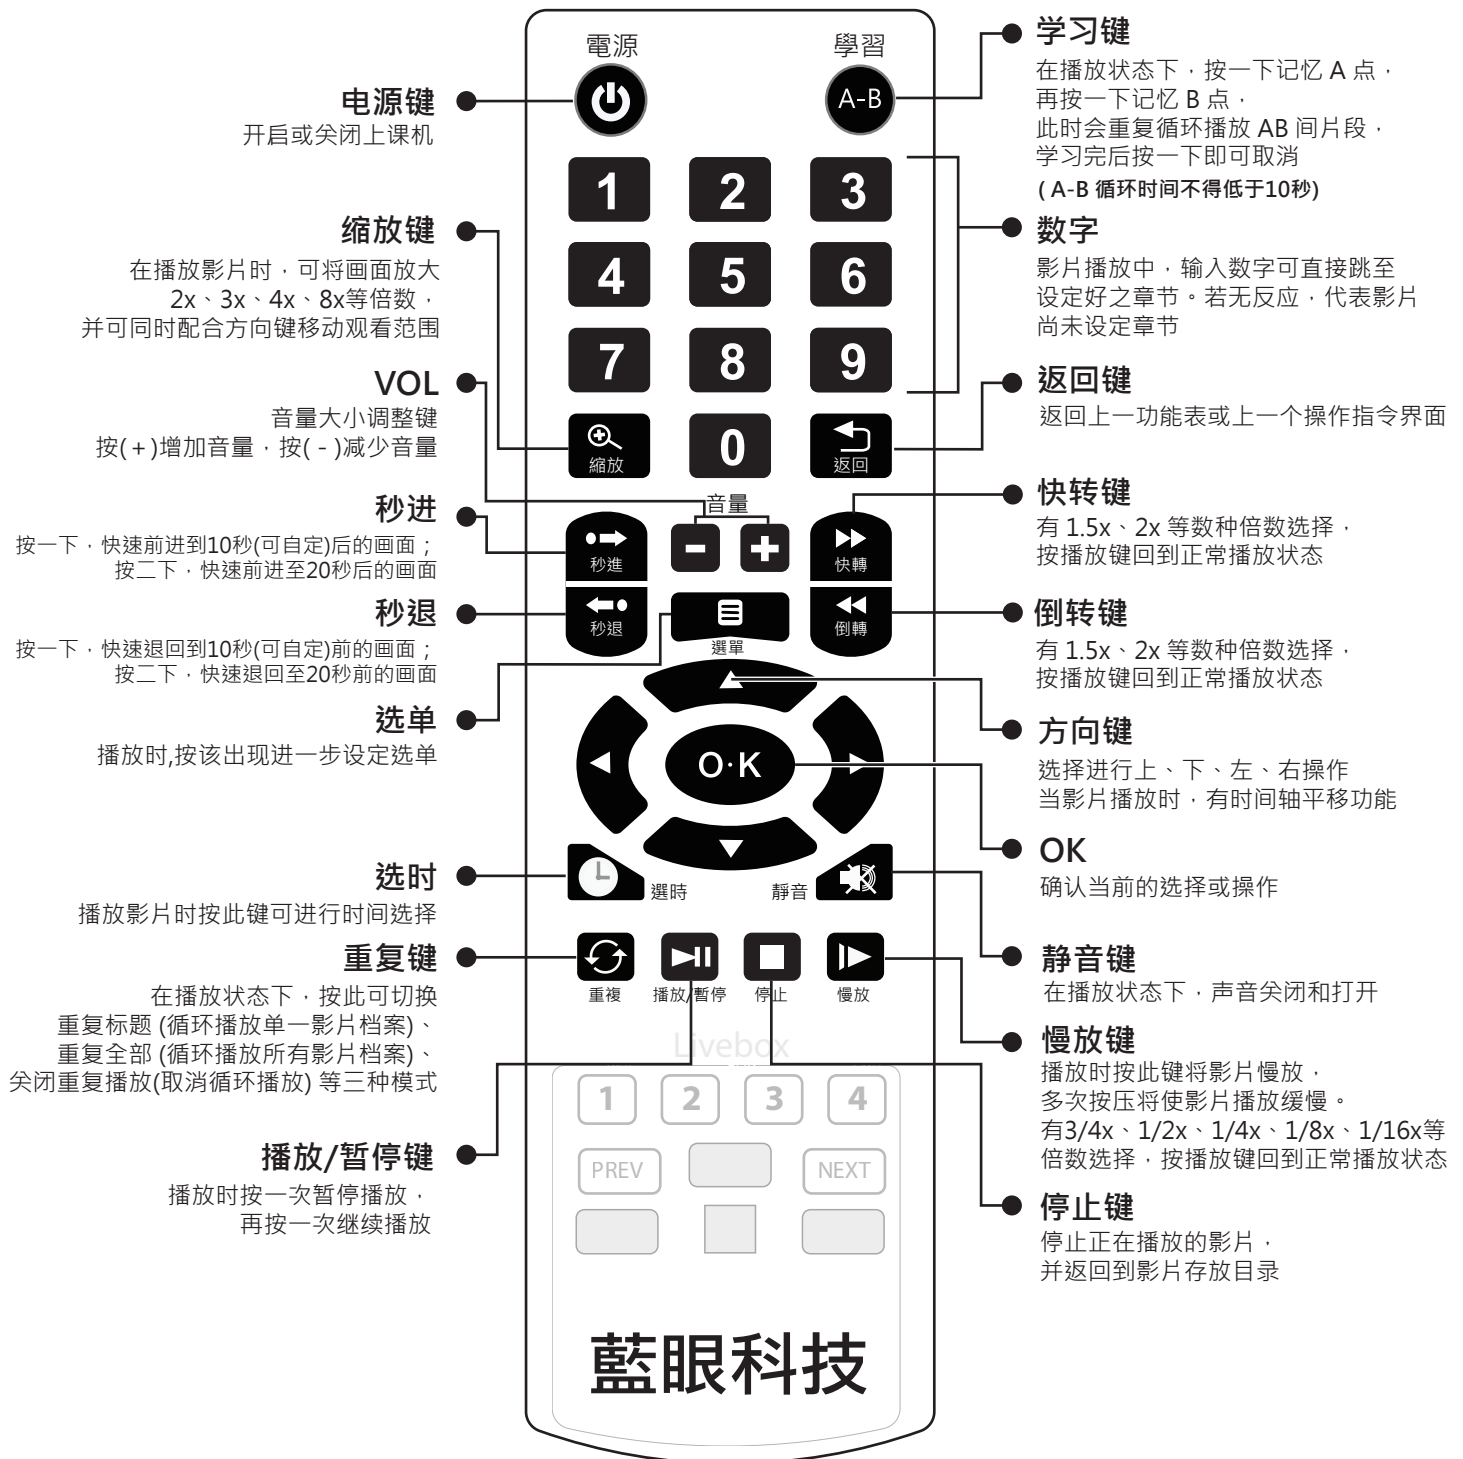 電源
學習
A-B
1
2
3
4
5
6
7
8
9
縮放
0
返回
音量
秒進
-
+
快轉
秒退
選單
倒轉
O·K
選時
靜音
重複
播放/暫停
停止
慢放
Livebox
1
2
3
4
PREV
NEXT
藍眼科技
电源键
开启或关闭上课机
缩放键
在播放影片时，可将画面放大
2x、3x、4x、8x等倍数，
并可同时配合方向键移动观看范围
VOL
音量大小调整键
按(+)增加音量，按( - )减少音量
秒进
按一下，快速前进到10秒(可自定)后的画面；
按二下，快速前进至20秒后的画面
秒退
按一下，快速退回到10秒(可自定)前的画面；
按二下，快速退回至20秒前的画面
选单
播放时,按该出现进一步设定选单
选时
播放影片时按此键可进行时间选择
重复键
在播放状态下，按此可切换
重复标题 (循环播放单一影片档案)、
重复全部 (循环播放所有影片档案)、
关闭重复播放(取消循环播放) 等三种模式
播放/暂停键
播放时按一次暂停播放，
再按一次继续播放
学习键
在播放状态下，按一下记忆 A 点，
再按一下记忆 B 点，
此时会重复循环播放 AB 间片段，
学习完后按一下即可取消
( A-B 循环时间不得低于10秒)
数字
影片播放中，输入数字可直接跳至
设定好之章节。若无反应，代表影片
尚未设定章节
返回键
返回上一功能表或上一个操作指令界面
快转键
有 1.5x、2x 等数种倍数选择，
按播放键回到正常播放状态
倒转键
有 1.5x、2x 等数种倍数选择，
按播放键回到正常播放状态
方向键
选择进行上、下、左、右操作
当影片播放时，有时间轴平移功能
OK
确认当前的选择或操作
静音键
在播放状态下，声音关闭和打开
慢放键
播放时按此键将影片慢放，
多次按压将使影片播放缓慢。
有3/4x、1/2x、1/4x、1/8x、1/16x等
倍数选择，按播放键回到正常播放状态
停止键
停止正在播放的影片，
并返回到影片存放目录